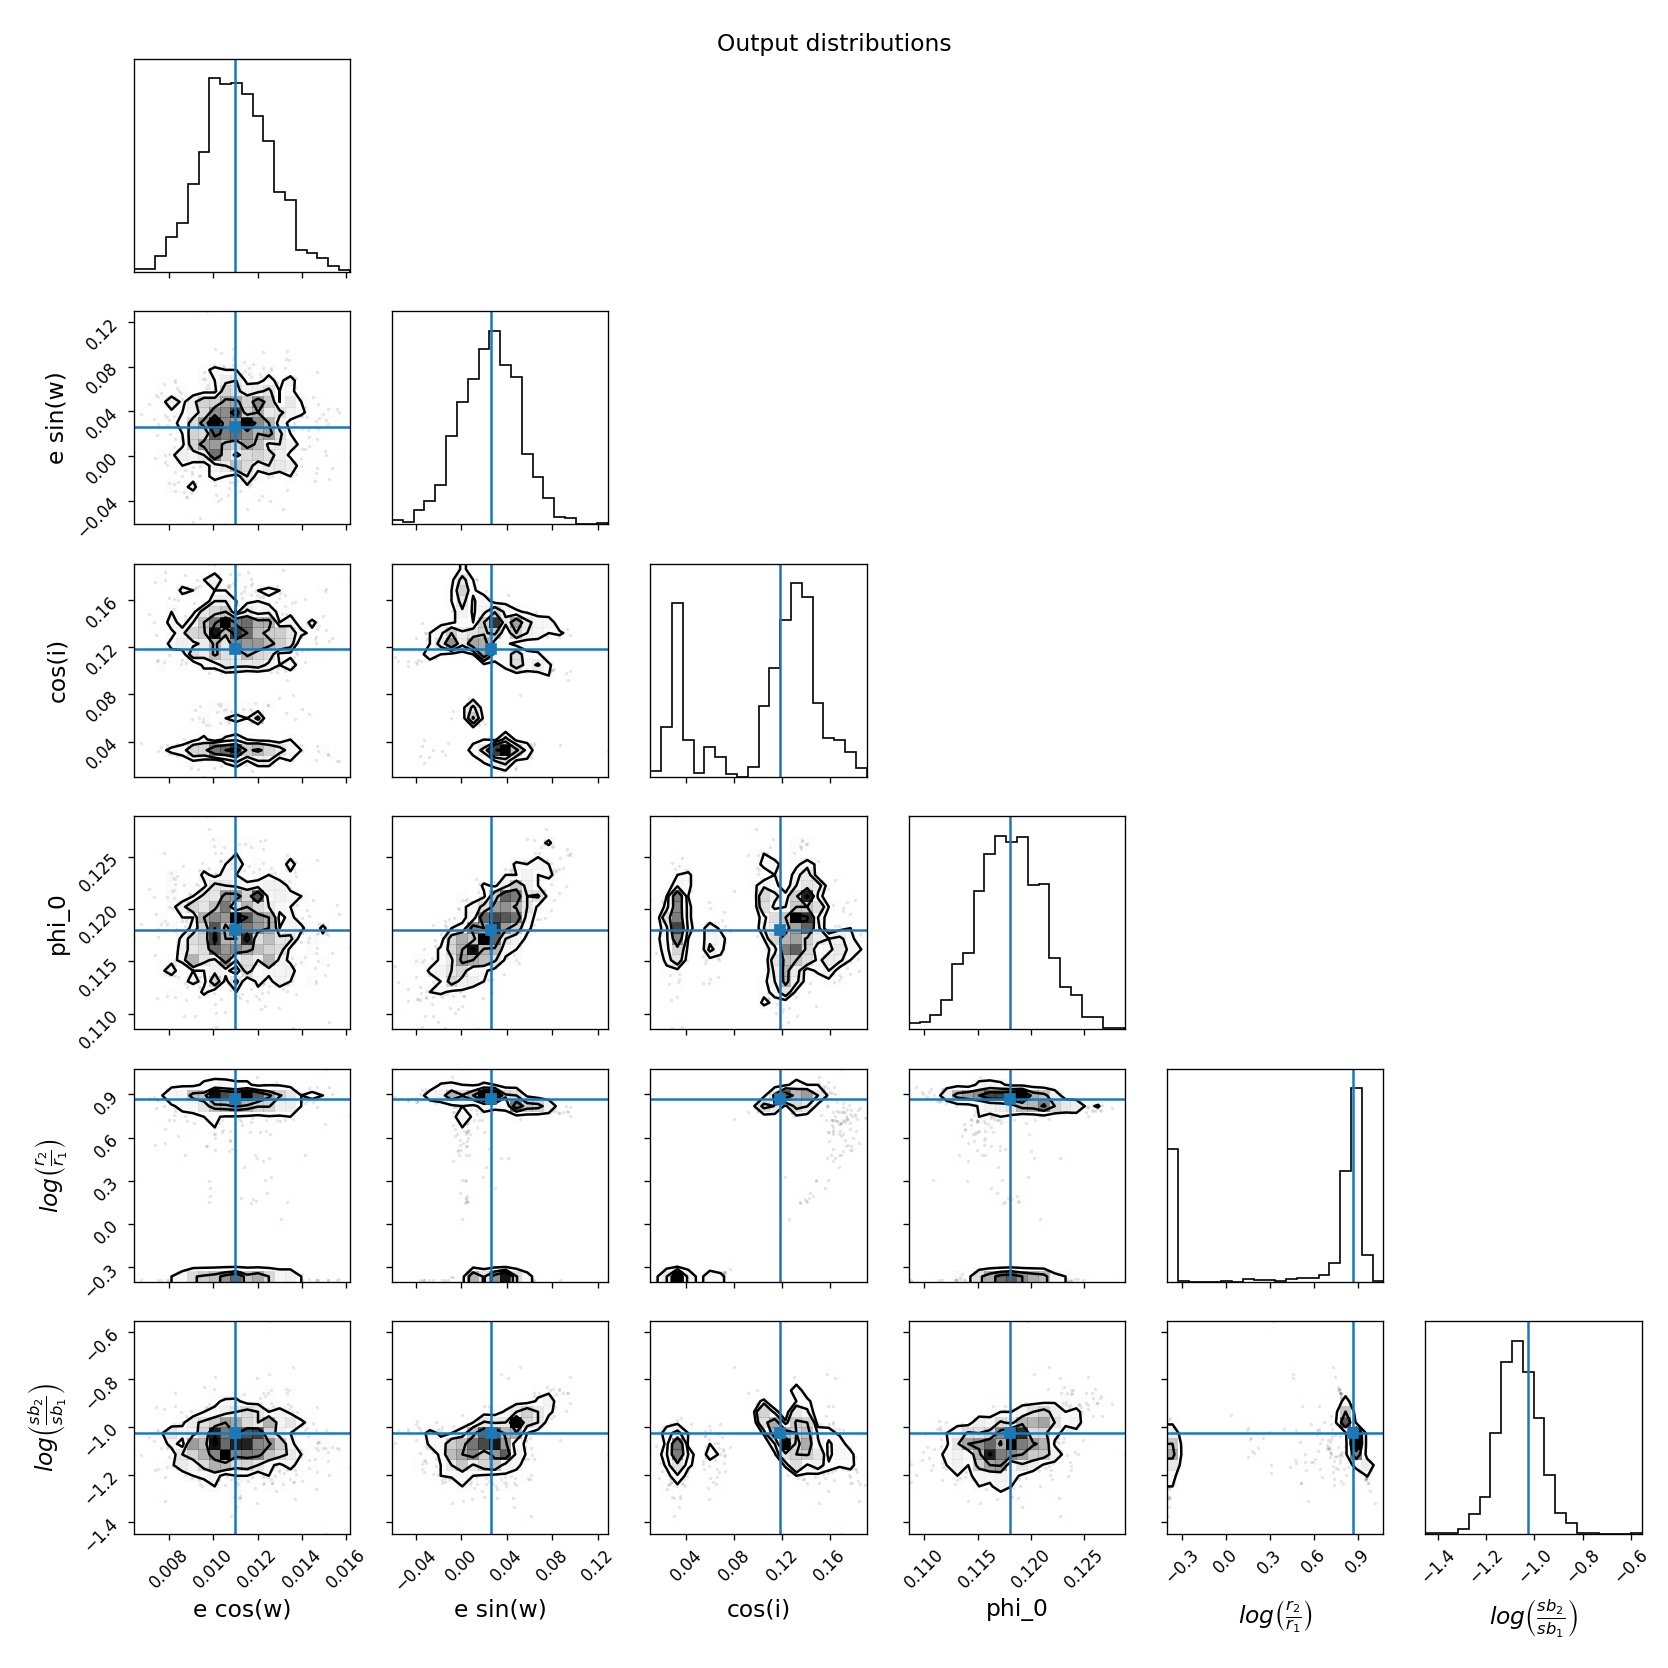 Output distributions
0.12
0.08
0.04
0.00
−0.04
e sin(w)
0.16
0.12
0.08
0.04
cos(i)
0.125
0.120
0.115
0.110
phi_0
0.9
0.6
0.3
0.0
−0.3
log(r₂/r₁)
−0.6
−0.8
−1.0
−1.2
−1.4
log(sb₂/sb₁)
0.008 0.010 0.012 0.014 0.016 −0.04 0.00 0.04 0.08 0.12 0.04 0.08 0.12 0.16 0.110 0.115 0.120 0.125 −0.3 0.0 0.3 0.6 0.9 −1.4 −1.2 −1.0 −0.8 −0.6
e cos(w) e sin(w) cos(i) phi_0 log(r₂/r₁) log(sb₂/sb₁)